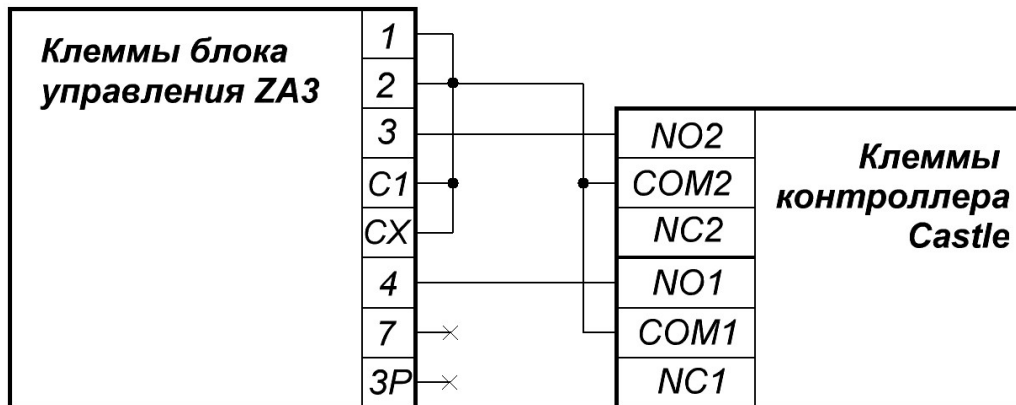 Клеммы блока
управления ZA3
1
2
3
C1
CX
4
7
3P
NO2
COM2
NC2
NO1
COM1
NC1
Клеммы
контроллера
Castle